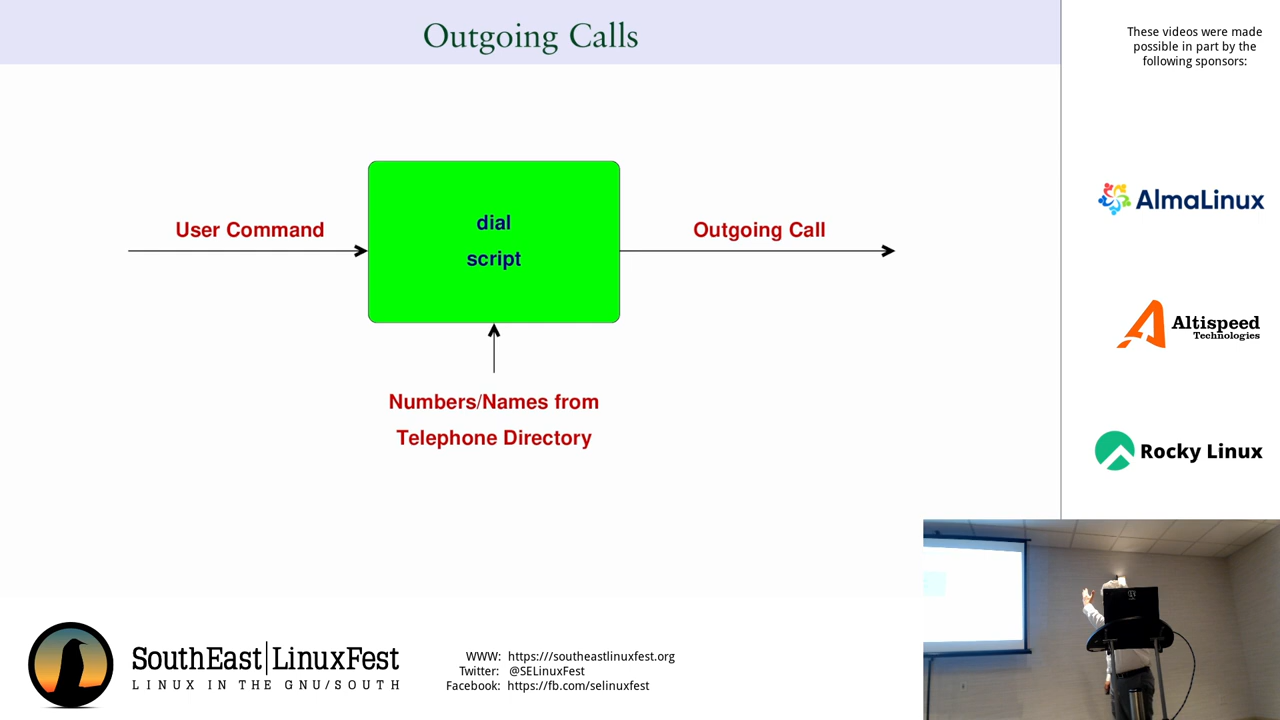 Outgoing Calls
These videos were made
possible in part by the
following sponsors:
User Command
dial
script
Outgoing Call
Numbers/Names from
Telephone Directory
AlmaLinux
Altispeed
Technologies
Rocky Linux
SouthEast|LinuxFest
LINUX IN THE GNU/SOUTH
WWW: https:///southeastlinuxfest.org
Twitter: @SELinuxFest
Facebook: https://fb.com/selinuxfest